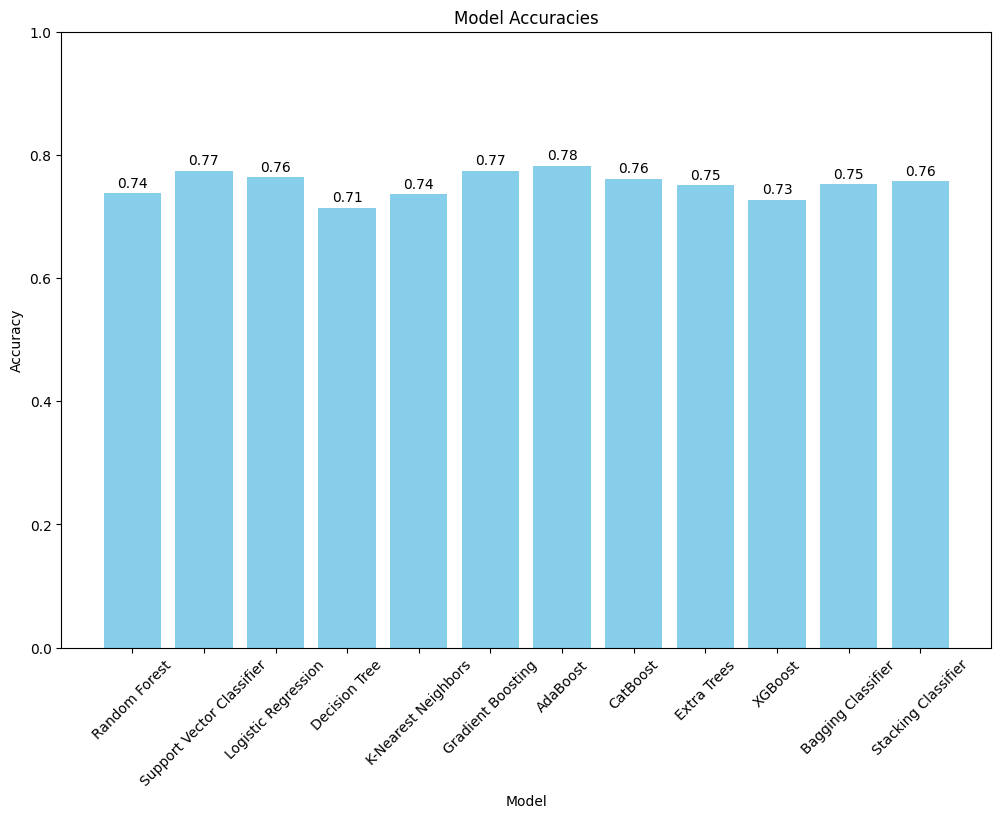 Model Accuracies
1.0
0.8
0.6
0.4
0.2
0.0
Accuracy
0.74
0.77
0.76
0.71
0.74
0.77
0.78
0.76
0.75
0.73
0.75
0.76
Random Forest
Support Vector Classifier
Logistic Regression
Decision Tree
K-Nearest Neighbors
Gradient Boosting
AdaBoost
CatBoost
Extra Trees
XGBoost
Bagging Classifier
Stacking Classifier
Model